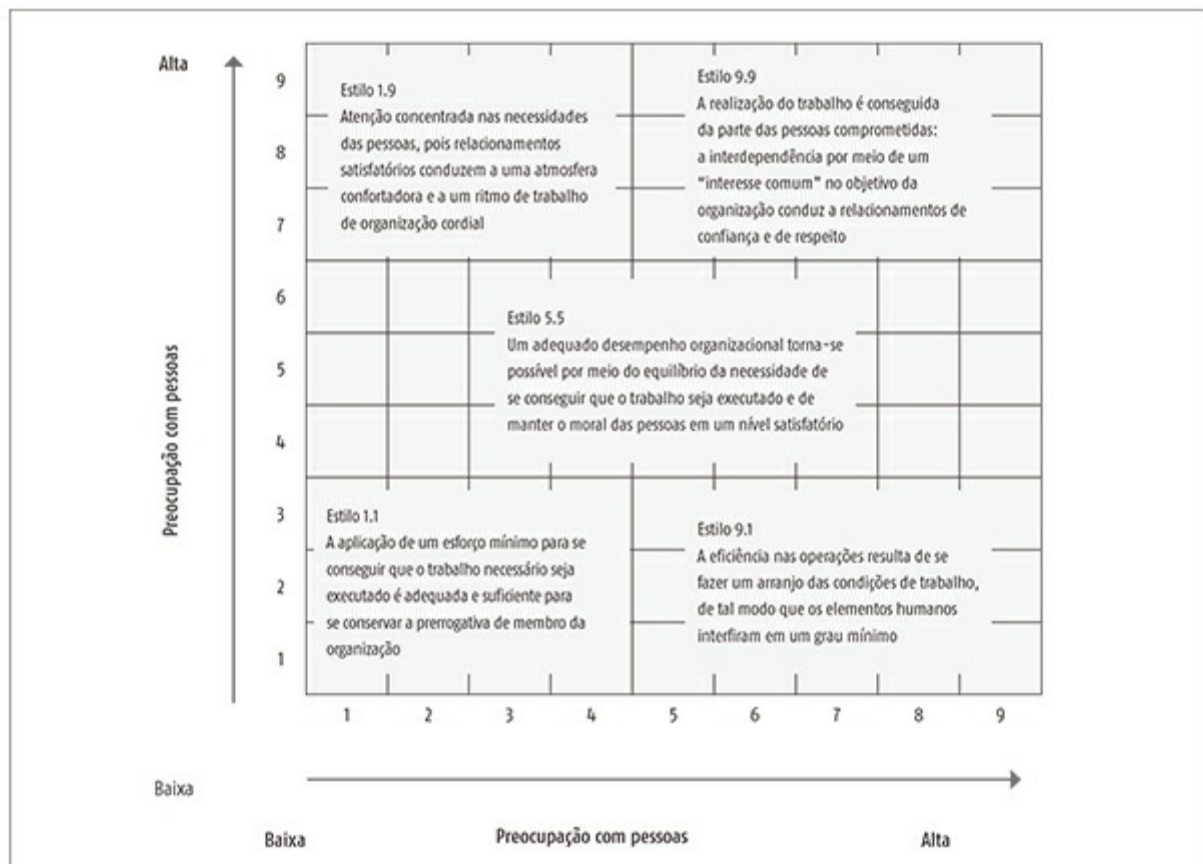 Alta
9
8
7
6
5
4
3
2
1
Preocupação com pessoas
Estilo 1.9
Atenção concentrada nas necessidades
das pessoas, pois relacionamentos
satisfatórios conduzem a uma atmosfera
confortadora e a um ritmo de trabalho
de organização cordial
Estilo 9.9
A realização do trabalho é conseguida
da parte das pessoas comprometidas:
a interdependência por meio de um
"interesse comum" no objetivo da
organização conduz a relacionamentos de
confiança e de respeito
Estilo 5.5
Um adequado desempenho organizacional torna-se
possível por meio do equilíbrio da necessidade de
se conseguir que o trabalho seja executado e de
manter o moral das pessoas em um nível satisfatório
Estilo 1.1
A aplicação de um esforço mínimo para se
conseguir que o trabalho necessário seja
executado é adequada e suficiente para
se conservar a prerrogativa de membro da
organização
Estilo 9.1
A eficiência nas operações resulta de se
fazer um arranjo das condições de trabalho,
de tal modo que os elementos humanos
interfiram em um grau mínimo
1 2 3 4 5 6 7 8 9
Baixa
Baixa Preocupação com pessoas Alta